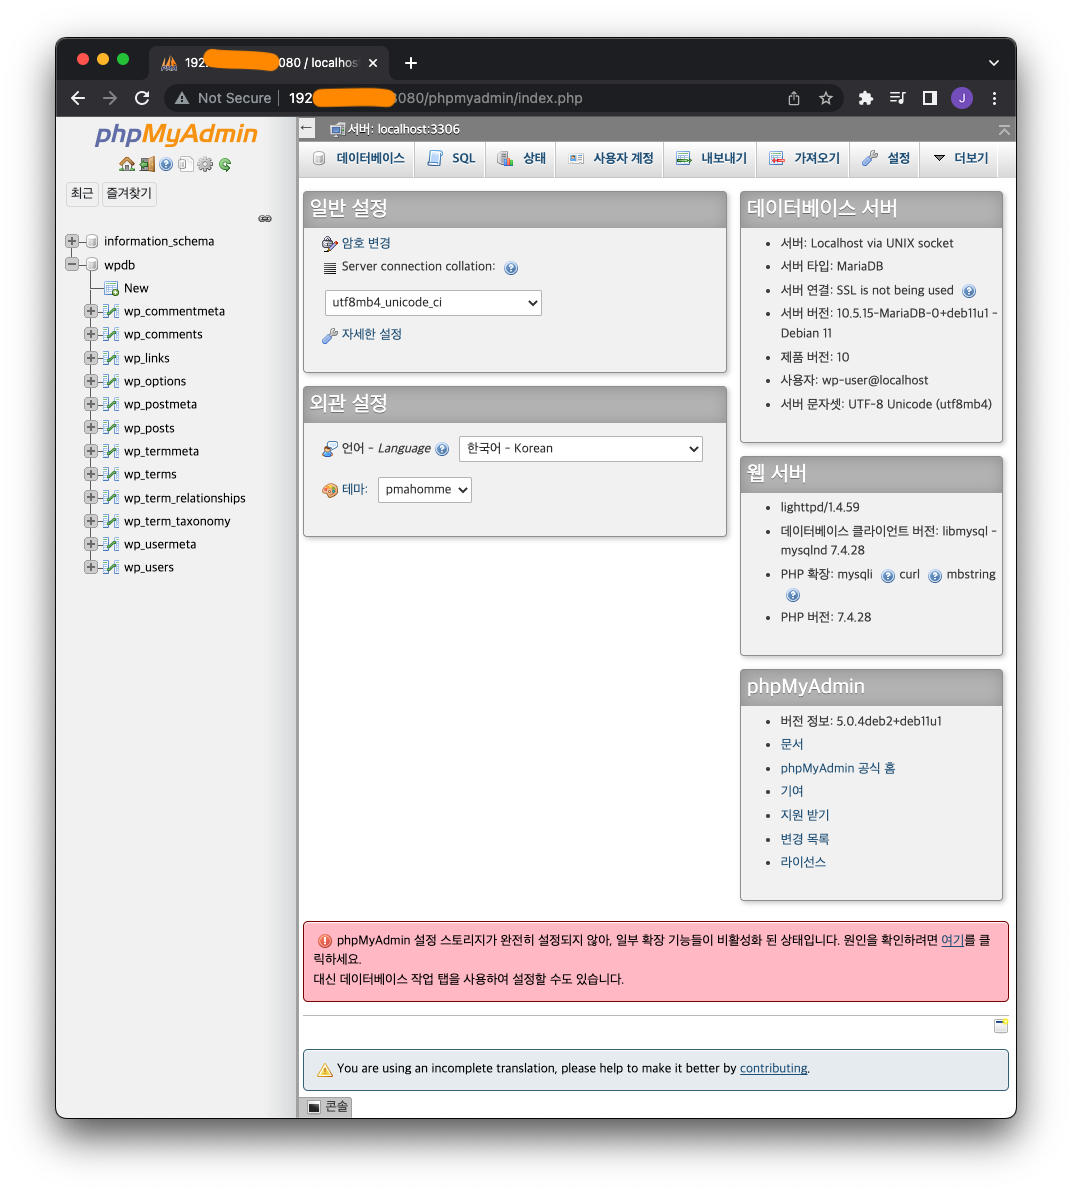 192. 080 / localhos
Not Secure
192 :080/phpmyadmin/index.php
J
phpMyAdmin
최근
즐겨찾기
information_schema
wpdb
New
wp_commentmeta
wp_comments
wp_links
wp_options
wp_postmeta
wp_posts
wp_termmeta
wp_terms
wp_term_relationships
wp_term_taxonomy
wp_usermeta
wp_users
서버: localhost:3306
데이터베이스
SQL
상태
사용자 계정
내보내기
가져오기
설정
더보기
일반 설정
암호 변경
Server connection collation:
utf8mb4_unicode_ci
자세한 설정
외관 설정
언어 - Language
한국어 - Korean
테마:
pmahomme
데이터베이스 서버
서버: Localhost via UNIX socket
서버 타입: MariaDB
서버 연결: SSL is not being used
서버 버전: 10.5.15-MariaDB-0+deb11u1 -
Debian 11
제품 버전: 10
사용자: wp-user@localhost
서버 문자셋: UTF-8 Unicode (utf8mb4)
웹 서버
lighttpd/1.4.59
데이터베이스 클라이언트 버전: libmysql -
mysqlnd 7.4.28
PHP 확장: mysqli curl mbstring
PHP 버전: 7.4.28
phpMyAdmin
버전 정보: 5.0.4deb2+deb11u1
문서
phpMyAdmin 공식 홈
기여
지원 받기
변경 목록
라이선스
phpMyAdmin 설정 스토리지가 완전히 설정되지 않아, 일부 확장 기능들이 비활성화 된 상태입니다. 원인을 확인하려면 여기를 클
릭하세요.
대신 데이터베이스 작업 탭을 사용하여 설정할 수도 있습니다.
You are using an incomplete translation, please help to make it better by contributing.
콘솔